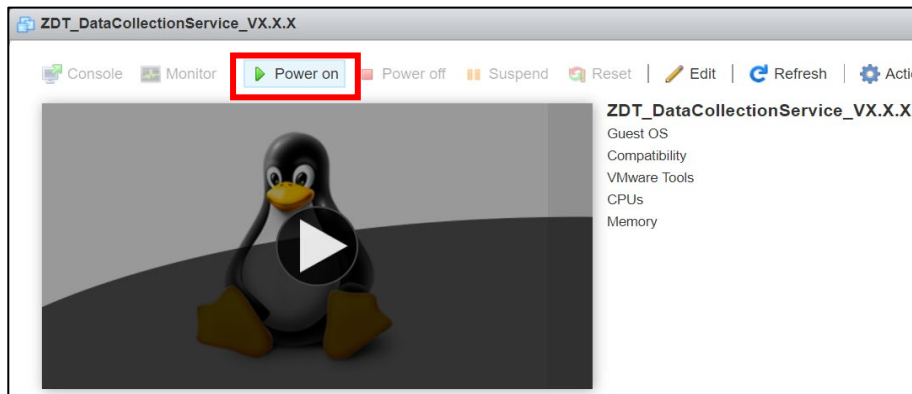 ZDT_DataCollectionService_VX.X.X
Console Monitor Power on Power off Suspend Reset Edit Refresh
ZDT_DataCollectionService_VX.X.X
Guest OS
Compatibility
VMware Tools
CPUs
Memory